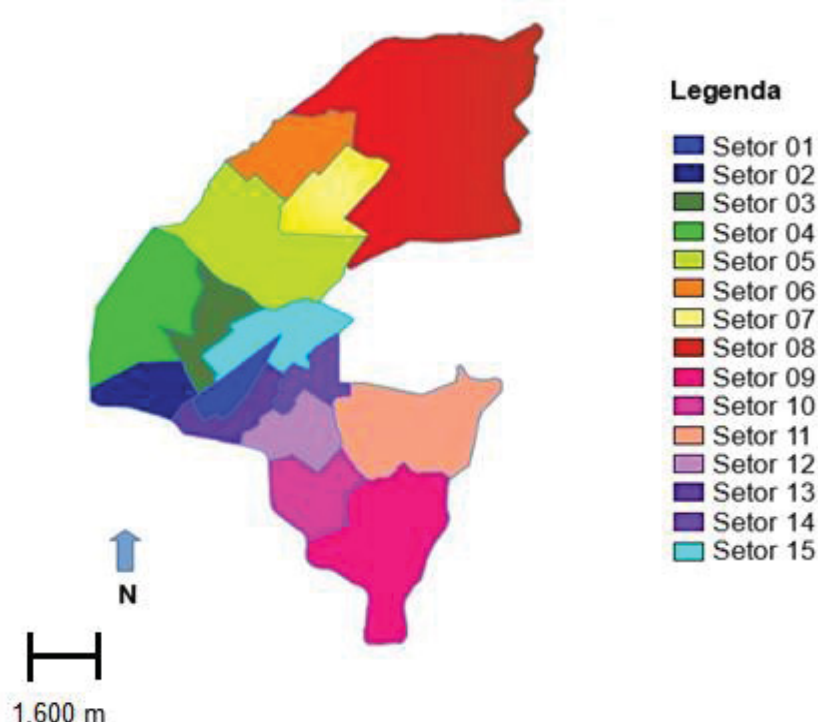 Legenda
Setor 01
Setor 02
Setor 03
Setor 04
Setor 05
Setor 06
Setor 07
Setor 08
Setor 09
Setor 10
Setor 11
Setor 12
Setor 13
Setor 14
Setor 15
N
1.600 m